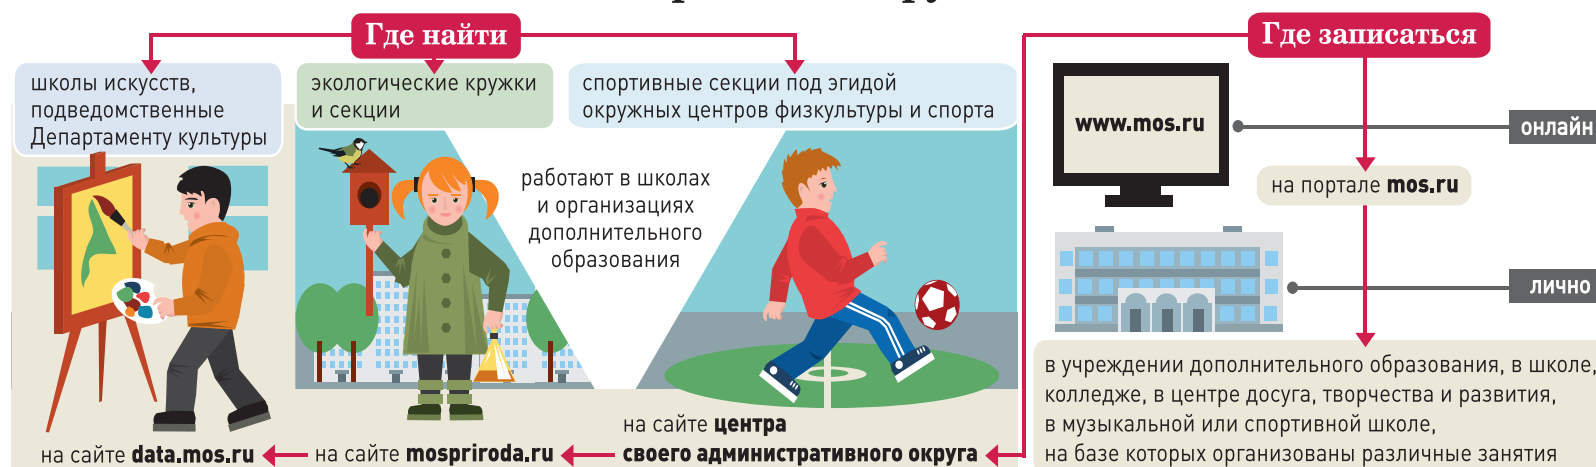 Где найти
Где записаться
школы искусств,
подведомственные
Департаменту культуры
экологические кружки
и секции
спортивные секции под эгидой
окружных центров физкультуры и спорта
работают в школах
и организациях
дополнительного
образования
www.mos.ru
онлайн
на портале mos.ru
лично
в учреждении дополнительного образования, в школе,
колледже, в центре досуга, творчества и развития,
в музыкальной или спортивной школе,
на базе которых организованы различные занятия
на сайте data.mos.ru
на сайте mospriroda.ru
на сайте центра
своего административного округа